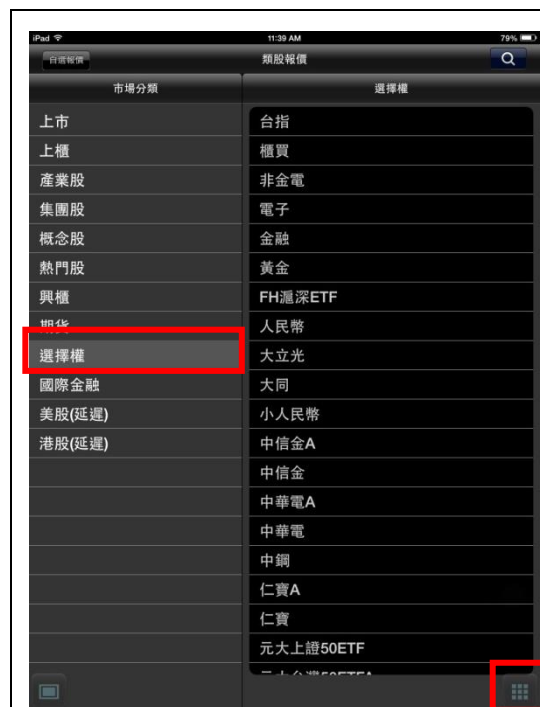 iPad 11:39 AM 79%
自選報價 類股報價
市場分類 選擇權
上市 台指
上櫃 櫃買
產業股 非金電
集團股 電子
概念股 金融
熱門股 黃金
興櫃 FH滬深ETF
期貨 人民幣
選擇權 大立光
國際金融 大同
美股(延遲) 小人民幣
港股(延遲) 中信金A
中信金
中華電A
中華電
中鋼
仁寶A
仁寶
元大上證50ETF